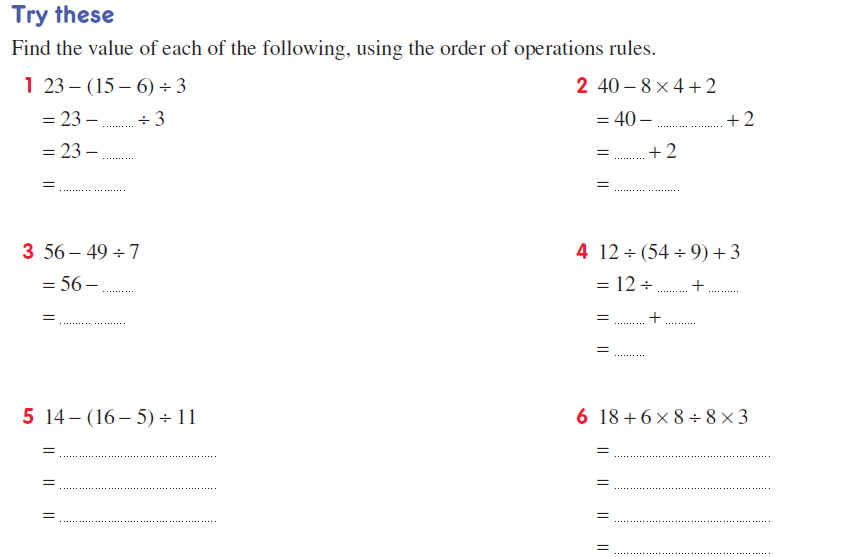 Try these
Find the value of each of the following, using the order of operations rules.
1 23 – (15 – 6) ÷ 3
= 23 – ......... ÷ 3
= 23 – .........
= .................
2 40 – 8 × 4 + 2
= 40 – ................. + 2
= ......... + 2
= .................
3 56 – 49 ÷ 7
= 56 – .........
= .................
4 12 ÷ (54 ÷ 9) + 3
= 12 ÷ ......... + .........
= ......... + .........
= .........
5 14 – (16 – 5) ÷ 11
= ..........................................
= ..........................................
= ..........................................
6 18 + 6 × 8 ÷ 8 × 3
= ..........................................
= ..........................................
= ..........................................
= ..........................................